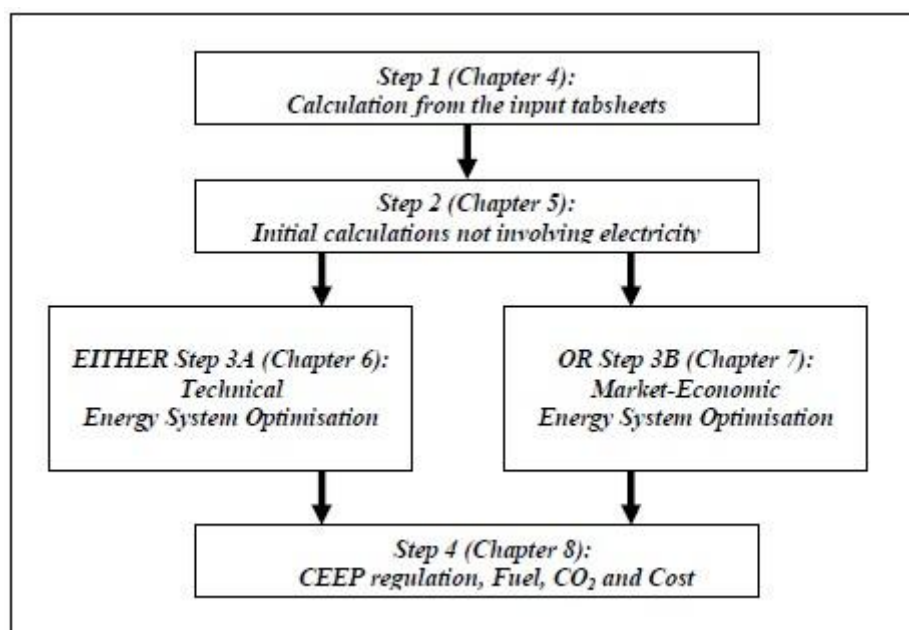 Step 1 (Chapter 4):
Calculation from the input tabsheets
Step 2 (Chapter 5):
Initial calculations not involving electricity
EITHER Step 3A (Chapter 6):
Technical
Energy System Optimisation
OR Step 3B (Chapter 7):
Market-Economic
Energy System Optimisation
Step 4 (Chapter 8):
CEEP regulation, Fuel, CO₂ and Cost